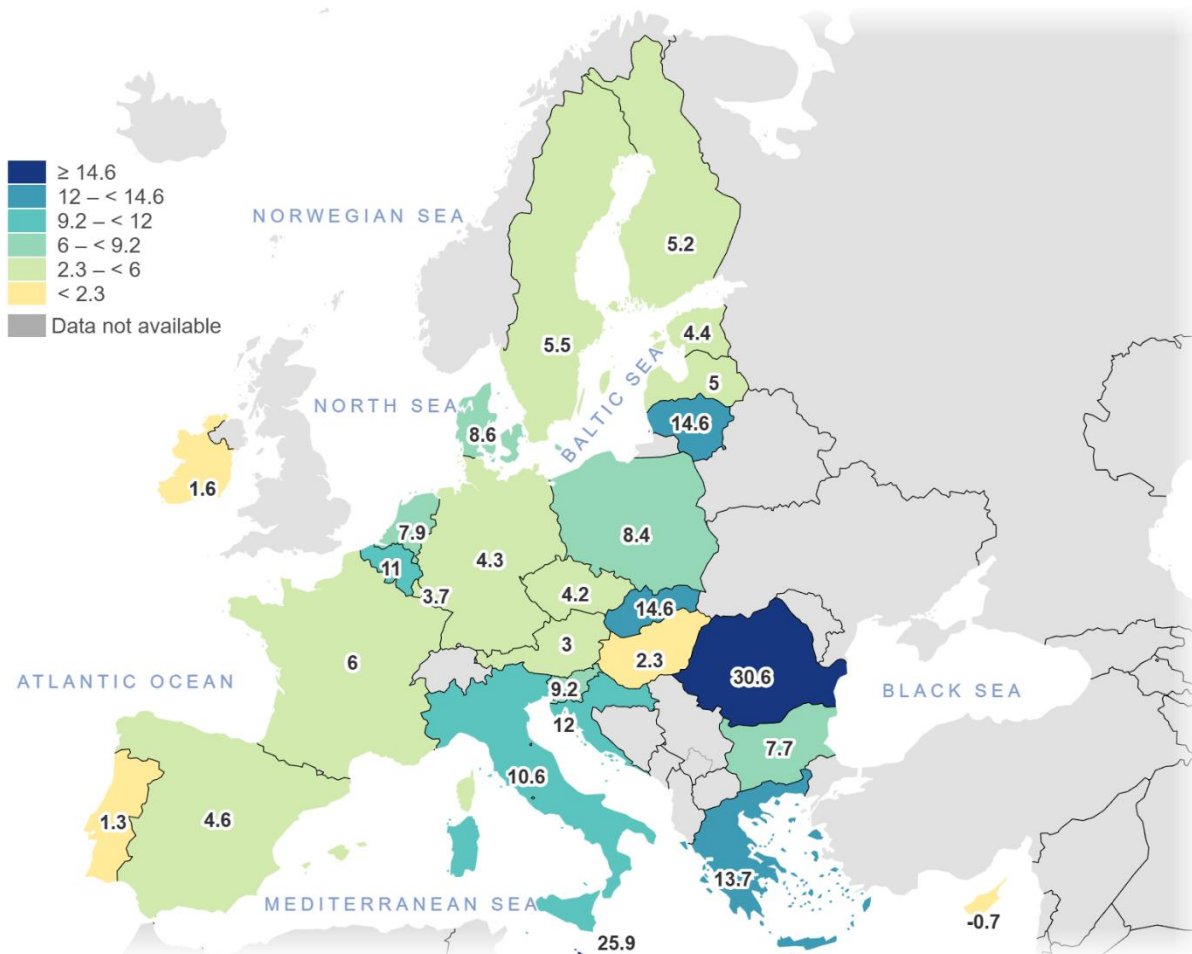 ≥ 14.6
12 – < 14.6
9.2 – < 12
6 – < 9.2
2.3 – < 6
< 2.3
Data not available
NORWEGIAN SEA
5.2
5.5
4.4
BALTIC SEA
5
NORTH SEA
14.6
8.6
1.6
7.9
8.4
11
4.3
3.7
4.2
14.6
3
2.3
6
ATLANTIC OCEAN
9.2
30.6
BLACK SEA
12
7.7
10.6
1.3
4.6
13.7
MEDITERRANEAN SEA
-0.7
25.9